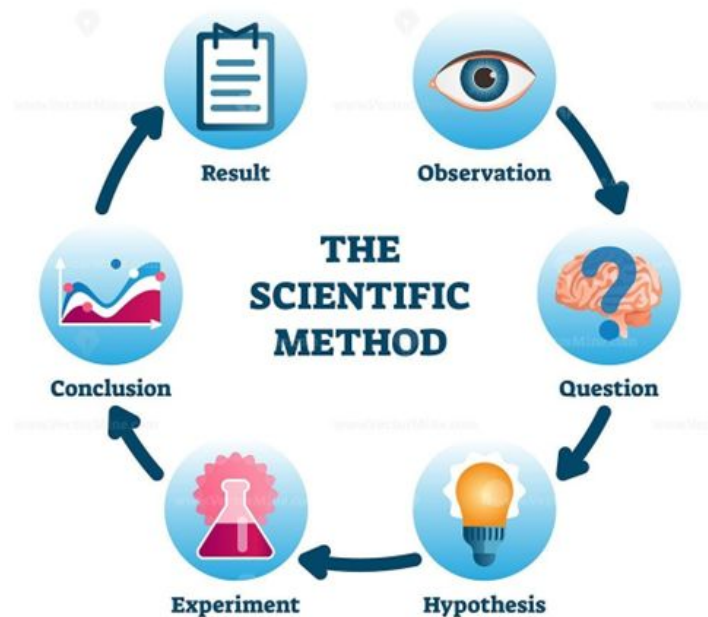 Result
Observation
THE
SCIENTIFIC
METHOD
Conclusion
Question
Experiment
Hypothesis